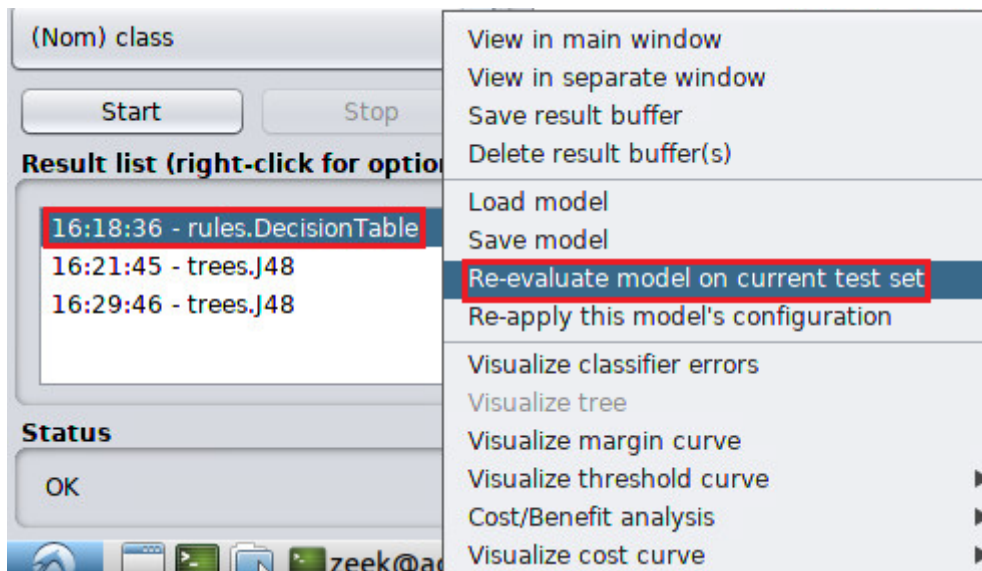 (Nom) class
Start
Stop
Result list (right-click for optio
16:18:36 - rules.DecisionTable
16:21:45 - trees.J48
16:29:46 - trees.J48
Status
OK
zeek@a
View in main window
View in separate window
Save result buffer
Delete result buffer(s)
Load model
Save model
Re-evaluate model on current test set
Re-apply this model's configuration
Visualize classifier errors
Visualize tree
Visualize margin curve
Visualize threshold curve
Cost/Benefit analysis
Visualize cost curve